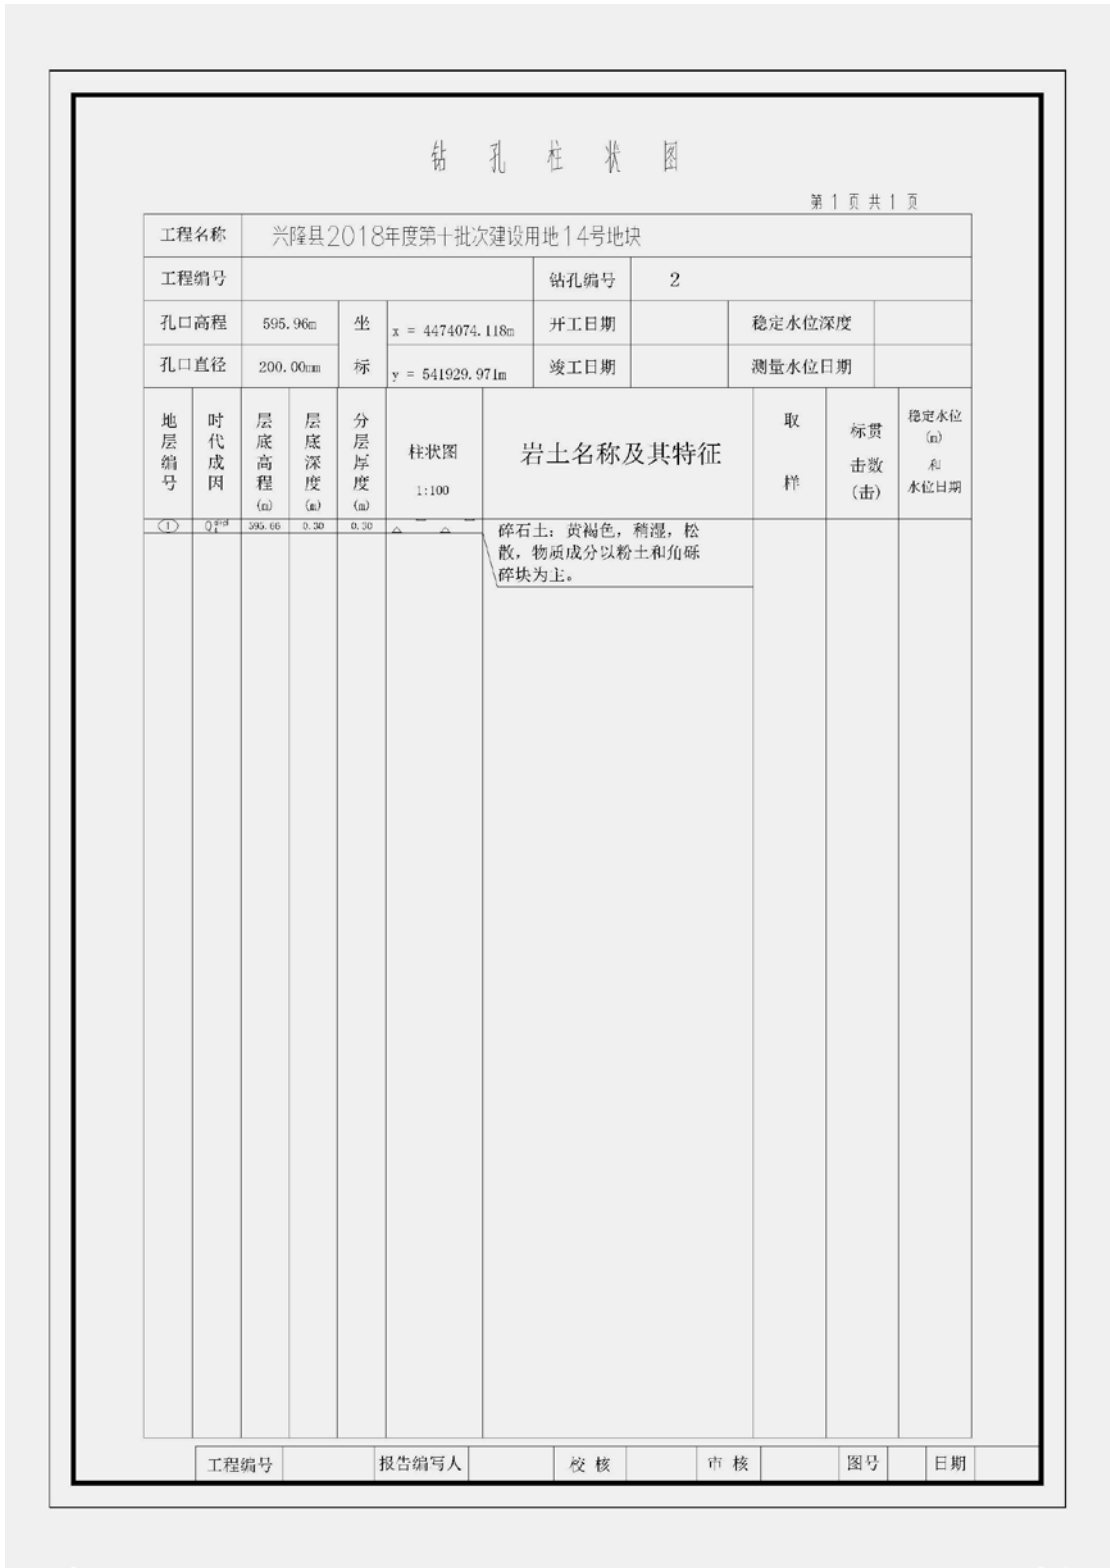 钻孔柱状图
第1页共1页
工程名称 兴隆县2018年度第十批次建设用地14号地块
工程编号 钻孔编号 2
孔口高程 595.96m 坐 x = 4474074.118m 开工日期 稳定水位深度
孔口直径 200.00mm 标 y = 541929.971m 竣工日期 测量水位日期
地层编号 时代成因 层底高程(m) 层底深度(m) 分层厚度(m) 柱状图 1:100 岩土名称及其特征 取样 标贯击数(击) 稳定水位(m)和水位日期
① 595.66 0.30 0.30
碎石土：黄褐色，稍湿，松
散，物质成分以粉土和角砾
碎块为主。
工程编号 报告编写人 校核 审核 图号 日期